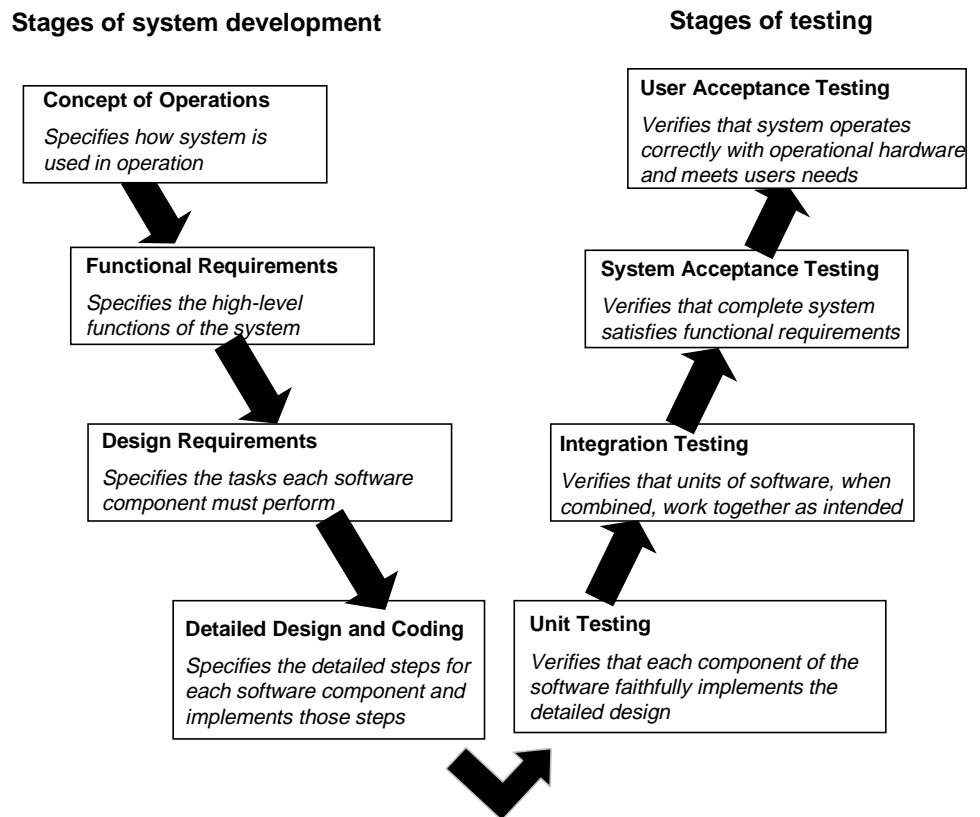 Stages of system development
Stages of testing
Concept of Operations
Specifies how system is
used in operation
User Acceptance Testing
Verifies that system operates
correctly with operational hardware
and meets users needs
Functional Requirements
Specifies the high-level
functions of the system
System Acceptance Testing
Verifies that complete system
satisfies functional requirements
Design Requirements
Specifies the tasks each software
component must perform
Integration Testing
Verifies that units of software, when
combined, work together as intended
Detailed Design and Coding
Specifies the detailed steps for
each software component and
implements those steps
Unit Testing
Verifies that each component of the
software faithfully implements the
detailed design